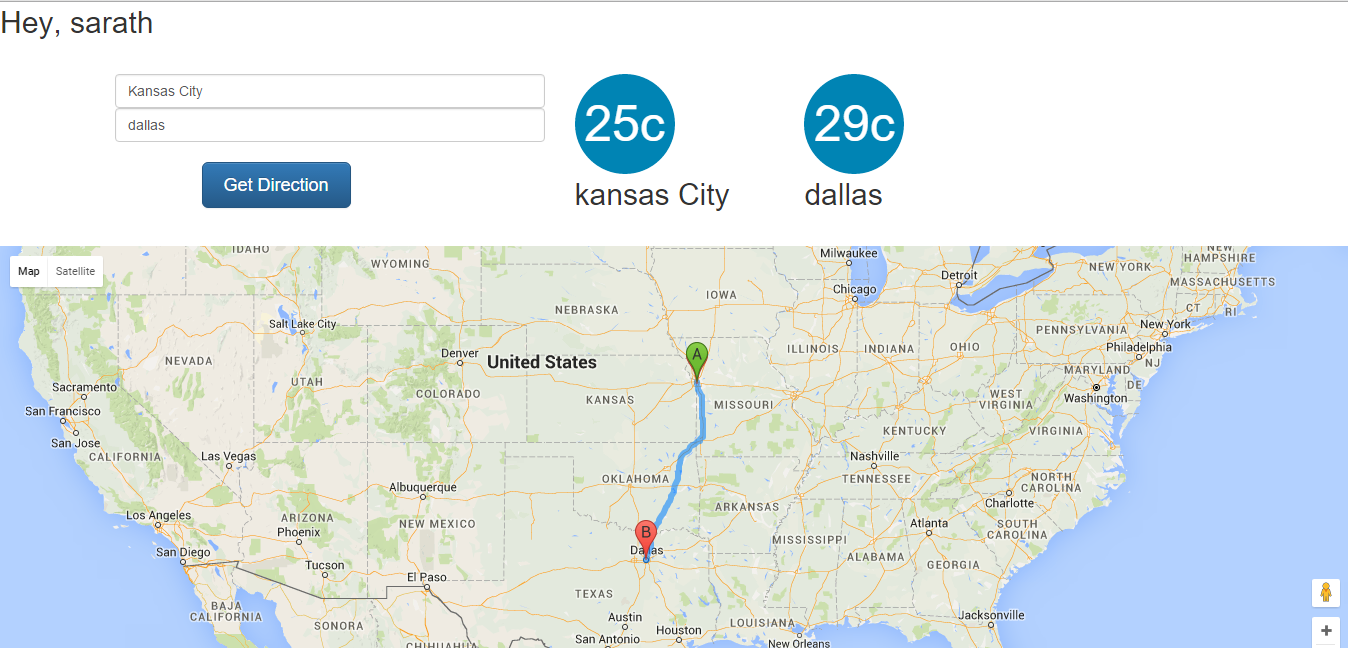 Hey, sarath
Kansas City
dallas
Get Direction
25c
kansas City
29c
dallas
Map
Satellite
IDAHO
WYOMING
Milwaukee
Detroit
NEW YORK
NEW
HAMPSHIRE
MASSACHUSETTS
Chicago
IOWA
NEBRASKA
CT
RI
Salt Lake City
PENNSYLVANIA
New York
Denver
United States
A
ILLINOIS
INDIANA
OHIO
Philadelphia
NEVADA
NJ
MARYLAND
UTAH
Sacramento
COLORADO
KANSAS
MISSOURI
WEST
VIRGINIA
DE
Washington
San Francisco
San Jose
KENTUCKY
VIRGINIA
CALIFORNIA
Las Vegas
Nashville
OKLAHOMA
TENNESSEE
NORTH
CAROLINA
Albuquerque
Charlotte
Los Angeles
ARIZONA
Phoenix
NEW MEXICO
ARKANSAS
Atlanta
SOUTH
CAROLINA
B
Dallas
MISSISSIPPI
San Diego
ALABAMA
GEORGIA
Tucson
El Paso
TEXAS
BAJA
CALIFORNIA
SONORA
Austin
Houston
LOUISIANA
Jacksonville
San Antonio
New Orleans
CHIHUAHUA
+